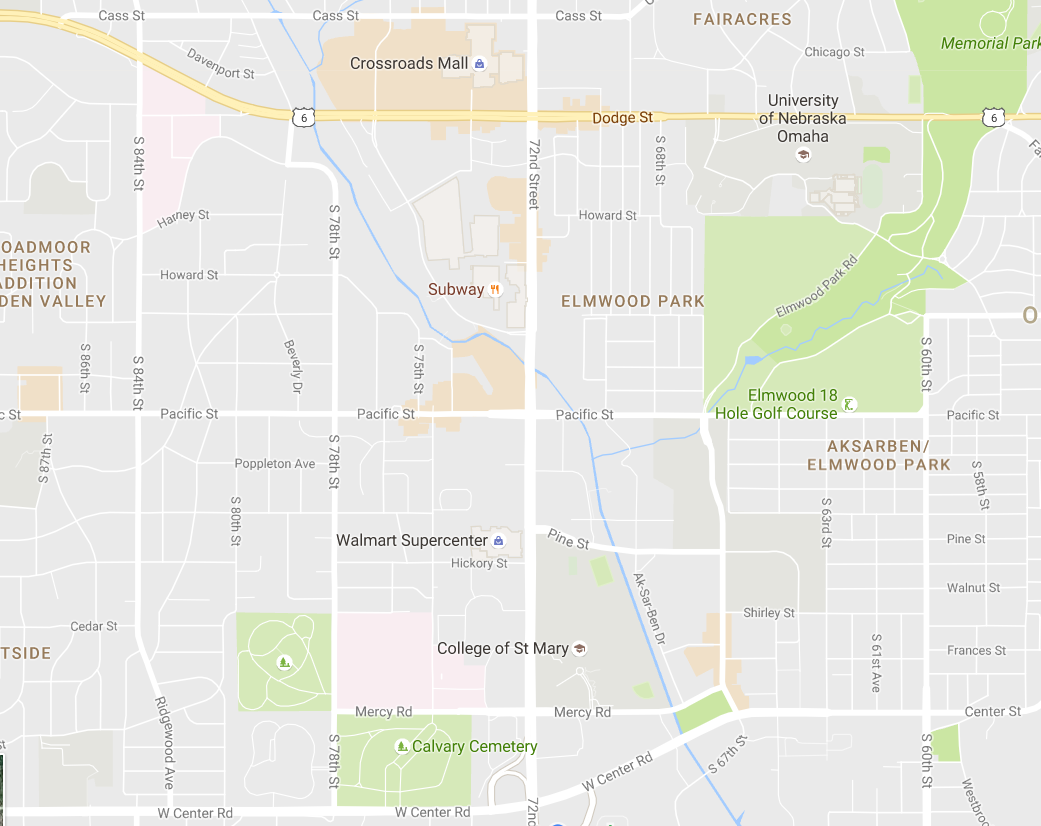 Cass St
Cass St
Cass St
FAIRACRES
Memorial Park
Chicago St
Davenport St
Crossroads Mall
University
of Nebraska
Omaha
6
Dodge St
6
S 84th St
72nd Street
S 68th St
Harney St
S 78th St
Howard St
OADMOOR
HEIGHTS
ADDITION
DEN VALLEY
Howard St
Subway
ELMWOOD PARK
Elmwood Park Rd
O
S 86th St
S 84th St
Beverly Dr
S 75th St
S 60th St
Elmwood 18
Hole Golf Course
c St
Pacific St
Pacific St
Pacific St
Pacific St
AKSARBEN/
ELMWOOD PARK
S 87th St
Poppleton Ave
S 78th St
S 58th St
S 80th St
S 63rd St
Walmart Supercenter
Pine St
Pine St
Hickory St
Ak-Sar-Ben Dr
Walnut St
Shirley St
Cedar St
TSIDE
College of St Mary
S 61st Ave
Frances St
Ridgewood Ave
Mercy Rd
Mercy Rd
Center St
S 78th St
Calvary Cemetery
S 67th St
S 60th St
W Center Rd
W Center Rd
W Center Rd
72nd
Westbroo